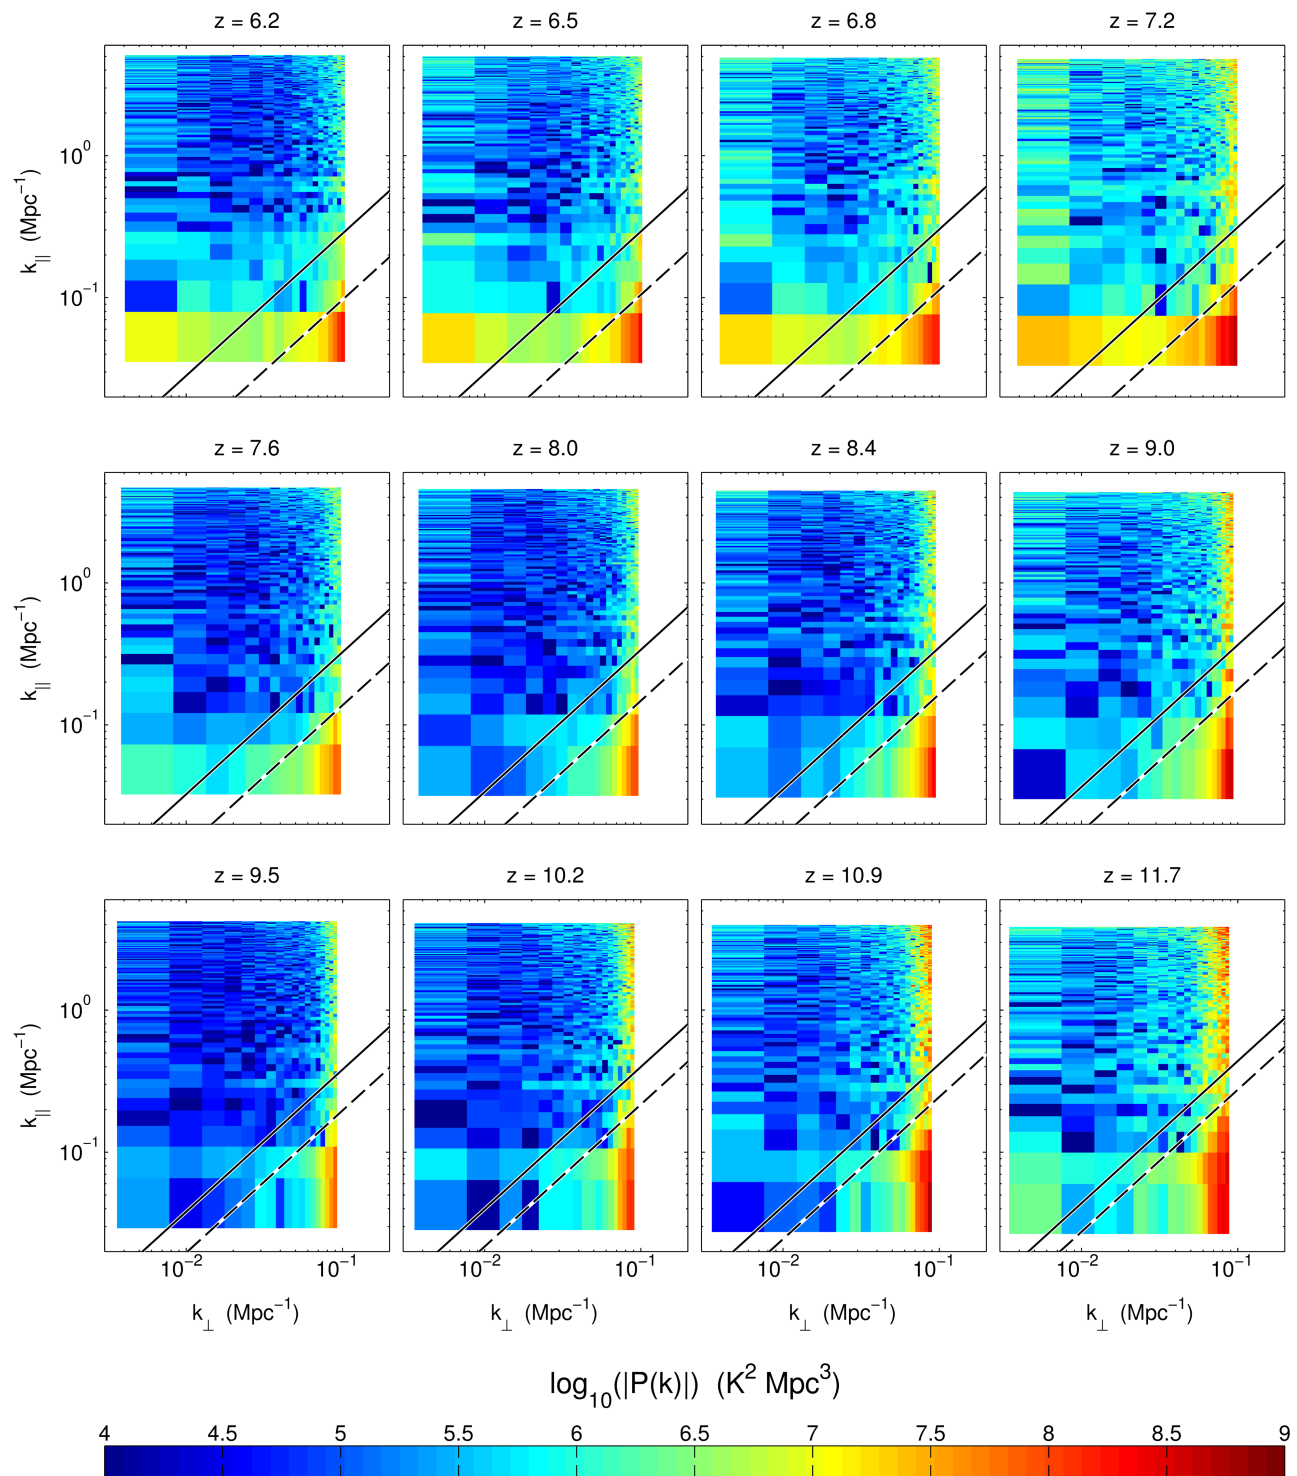 z = 6.2 z = 6.5 z = 6.8 z = 7.2
k∥ (Mpc⁻¹)
10⁰
10⁻¹
z = 7.6 z = 8.0 z = 8.4 z = 9.0
k∥ (Mpc⁻¹)
10⁰
10⁻¹
z = 9.5 z = 10.2 z = 10.9 z = 11.7
k∥ (Mpc⁻¹)
10⁰
10⁻¹
10⁻² 10⁻¹ 10⁻² 10⁻¹ 10⁻² 10⁻¹ 10⁻² 10⁻¹
k⊥ (Mpc⁻¹) k⊥ (Mpc⁻¹) k⊥ (Mpc⁻¹) k⊥ (Mpc⁻¹)
log₁₀(|P(k)|) (K² Mpc³)
4 4.5 5 5.5 6 6.5 7 7.5 8 8.5 9